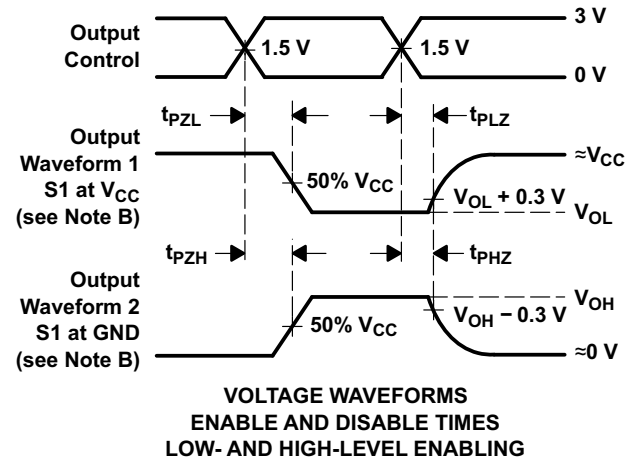 Output
Control
1.5 V
1.5 V
3 V
0 V
tPZL
tPLZ
Output
Waveform 1
S1 at VCC
(see Note B)
50% VCC
VOL + 0.3 V
≈VCC
VOL
tPZH
tPHZ
Output
Waveform 2
S1 at GND
(see Note B)
50% VCC
VOH − 0.3 V
VOH
≈0 V
VOLTAGE WAVEFORMS
ENABLE AND DISABLE TIMES
LOW- AND HIGH-LEVEL ENABLING